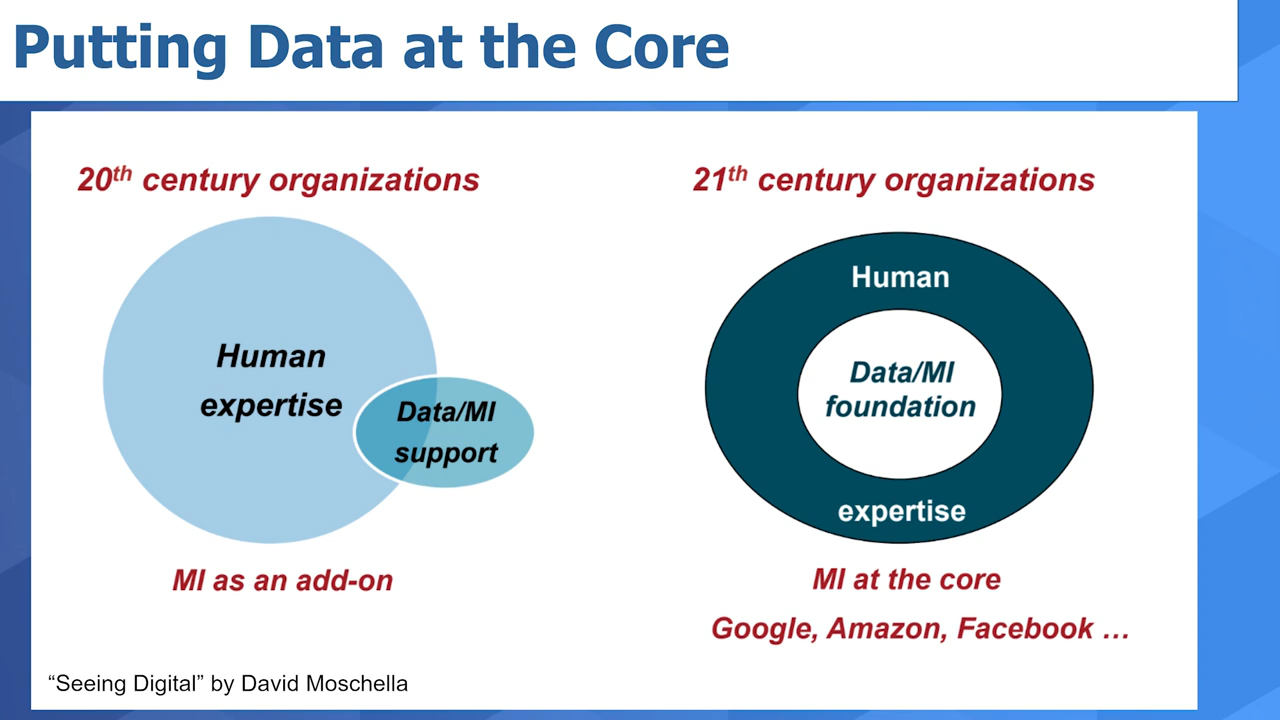 Putting Data at the Core
20th century organizations
Human
expertise
Data/MI
support
MI as an add-on
21th century organizations
Human
Data/MI
foundation
expertise
MI at the core
Google, Amazon, Facebook …
“Seeing Digital” by David Moschella